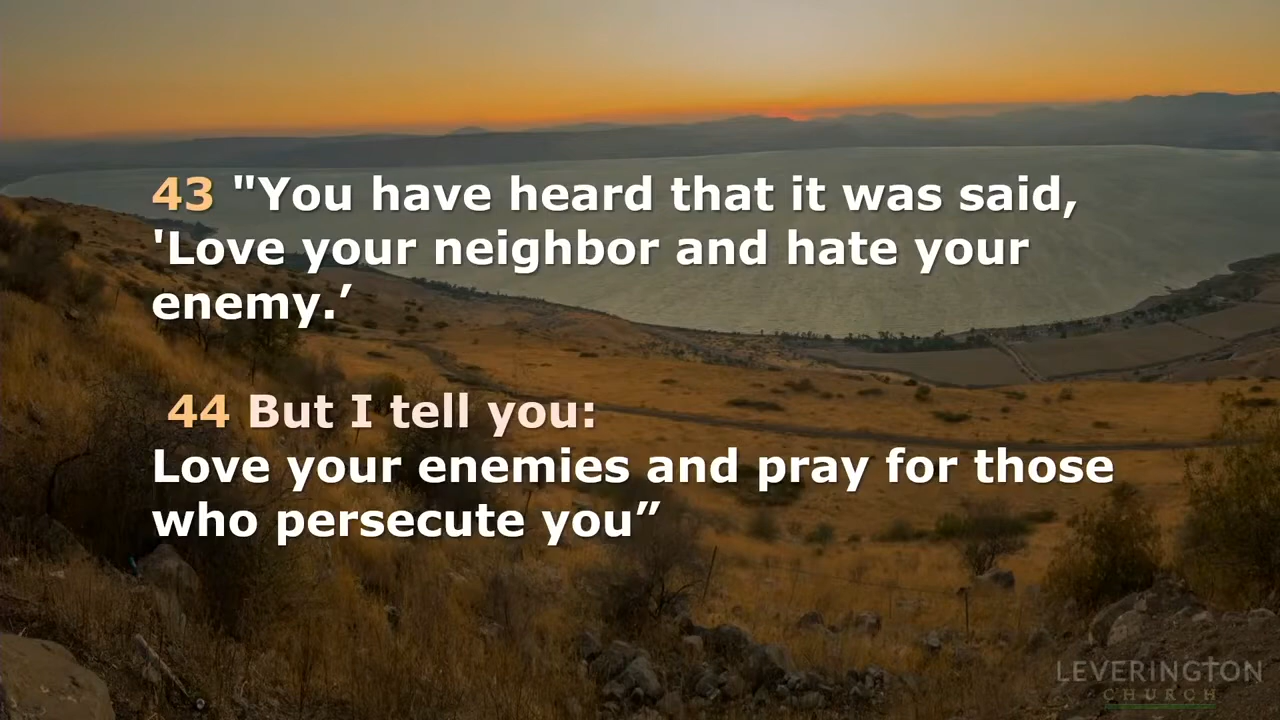 43 "You have heard that it was said,
'Love your neighbor and hate your
enemy.’
44 But I tell you:
Love your enemies and pray for those
who persecute you”
LEVERINGTON
CHURCH